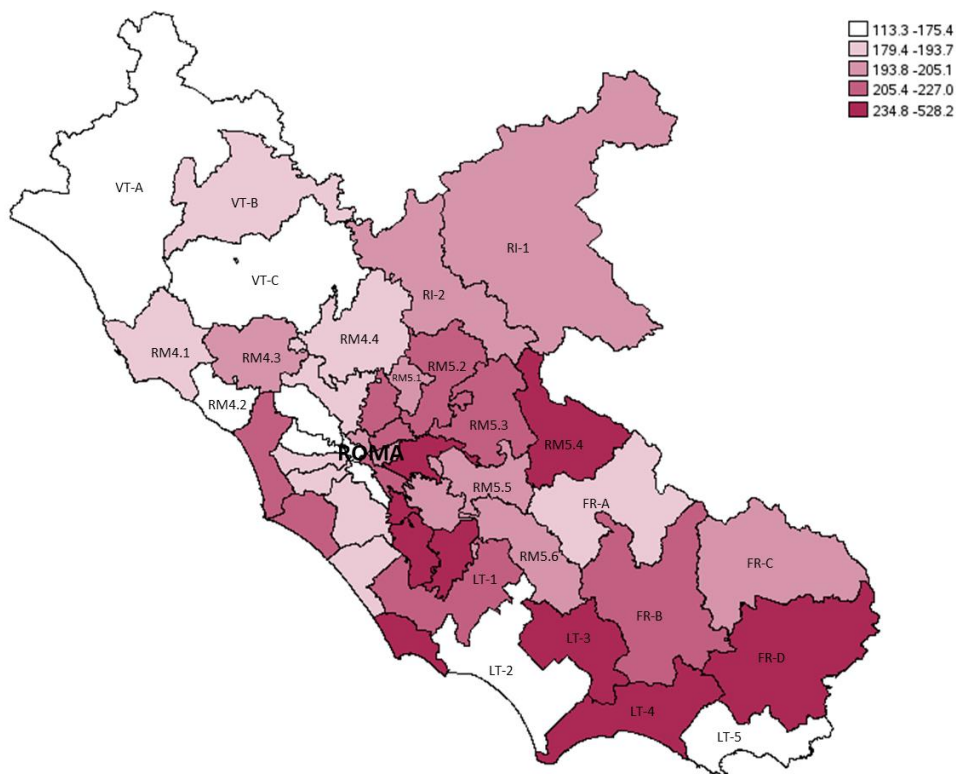 113.3 -175.4
179.4 -193.7
193.8 -205.1
205.4 -227.0
234.8 -528.2
VT-A
VT-B
RI-1
VT-C
RI-2
RM4.1
RM4.3
RM4.4
RM5.2
RM5.1
RM4.2
RM5.3
RM5.4
ROMA
RM5.5
FR-A
RM5.6
LT-1
FR-C
FR-B
LT-3
FR-D
LT-2
LT-4
LT-5